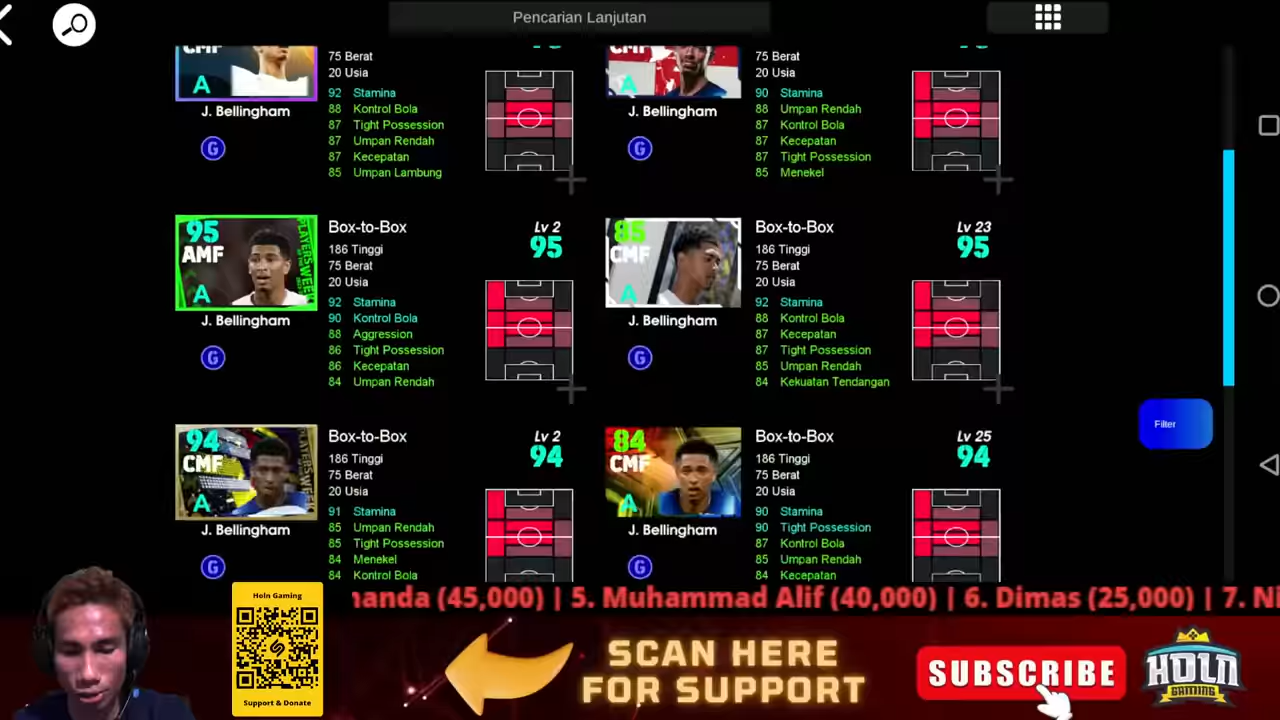 Pencarian Lanjutan
CMF
A
J. Bellingham
G
75 Berat
20 Usia
92 Stamina
88 Kontrol Bola
87 Tight Possession
87 Umpan Rendah
87 Kecepatan
85 Umpan Lambung
A
J. Bellingham
G
75 Berat
20 Usia
90 Stamina
88 Umpan Rendah
87 Kontrol Bola
87 Kecepatan
87 Tight Possession
85 Menekel
95
AMF
A
J. Bellingham
G
Box-to-Box
186 Tinggi
75 Berat
20 Usia
92 Stamina
90 Kontrol Bola
88 Aggression
86 Tight Possession
86 Kecepatan
84 Umpan Rendah
Lv 2
95
85
CMF
A
J. Bellingham
G
Box-to-Box
186 Tinggi
75 Berat
20 Usia
92 Stamina
88 Kontrol Bola
87 Kecepatan
87 Tight Possession
85 Umpan Rendah
84 Kekuatan Tendangan
Lv 23
95
Filter
94
CMF
A
J. Bellingham
G
Box-to-Box
186 Tinggi
75 Berat
20 Usia
91 Stamina
85 Umpan Rendah
85 Tight Possession
84 Menekel
84 Kontrol Bola
Lv 2
94
84
CMF
A
J. Bellingham
G
Box-to-Box
186 Tinggi
75 Berat
20 Usia
90 Stamina
90 Tight Possession
87 Kontrol Bola
85 Umpan Rendah
84 Kecepatan
Lv 25
94
Holn Gaming
Support & Donate
nanda (45,000) | 5. Muhammad Alif (40,000) | 6. Dimas (25,000) | 7. Ni
SCAN HERE
FOR SUPPORT
SUBSCRIBE
HOLN
GAMING